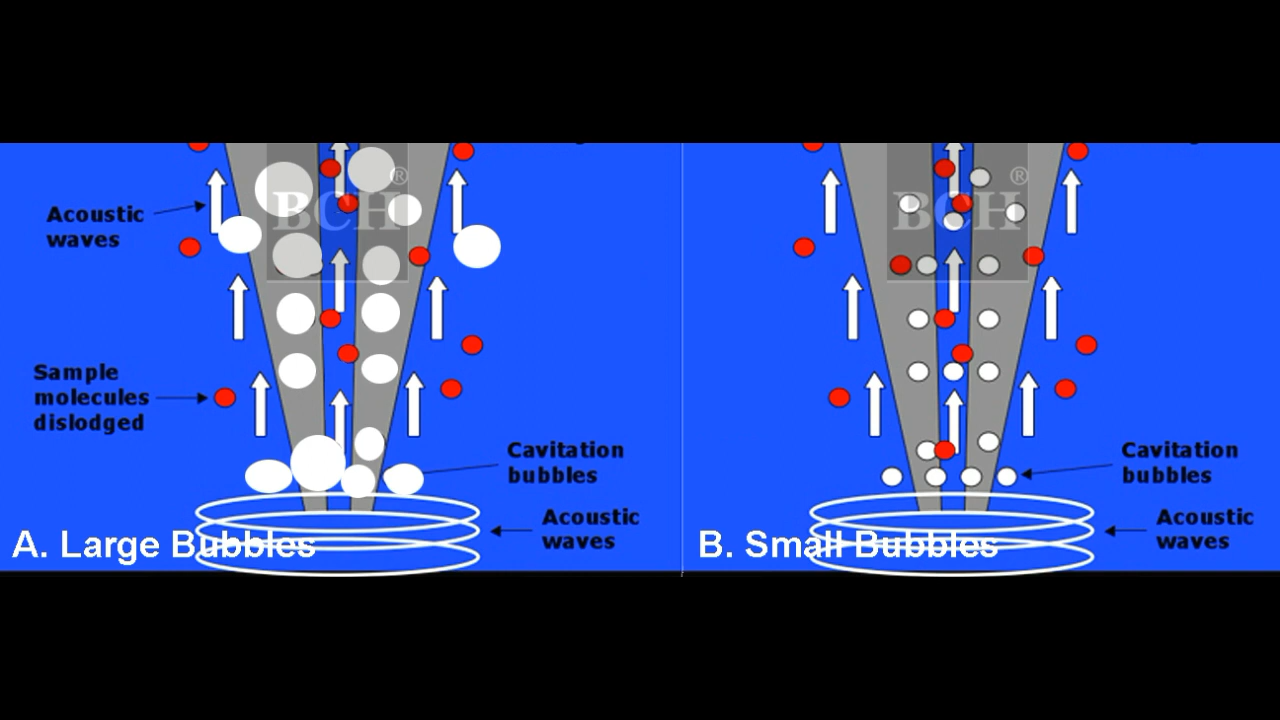 BCH®
Acoustic
waves
Sample
molecules
dislodged
Cavitation
bubbles
Acoustic
waves
A. Large Bubbles
BCH®
Cavitation
bubbles
Acoustic
waves
B. Small Bubbles